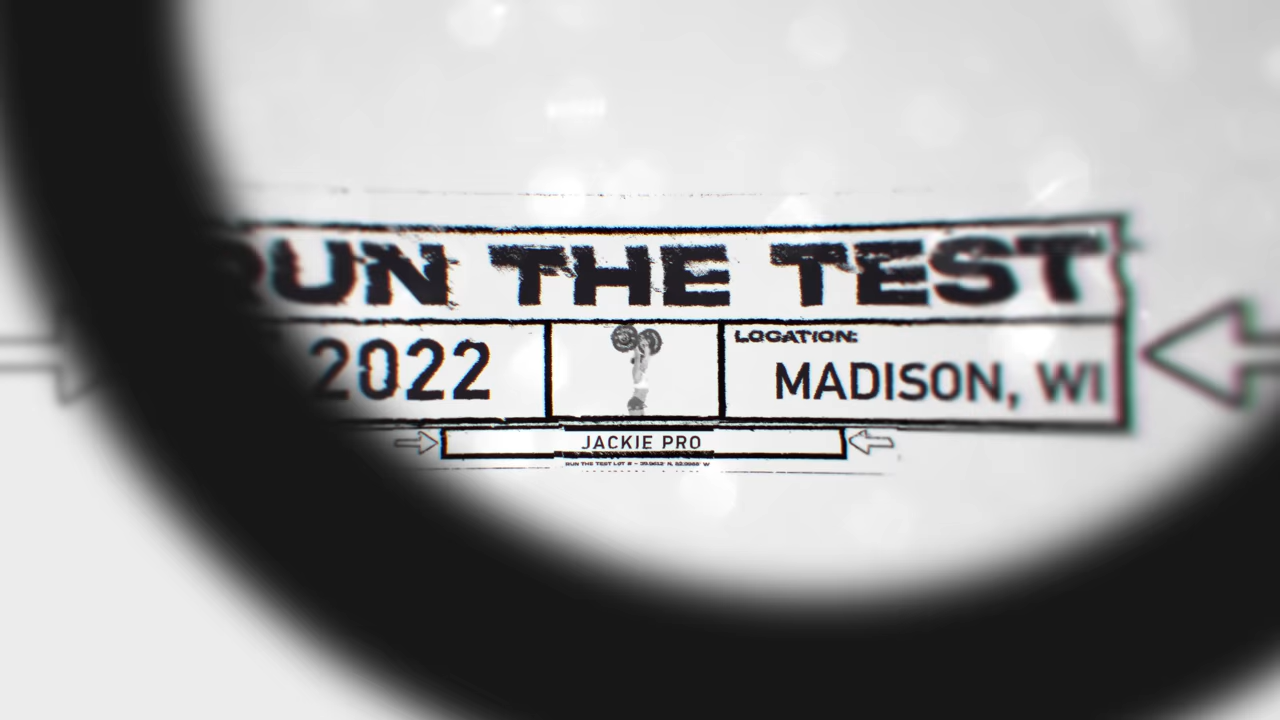 RUN THE TEST
2022
LOCATION:
MADISON, WI
JACKIE PRO